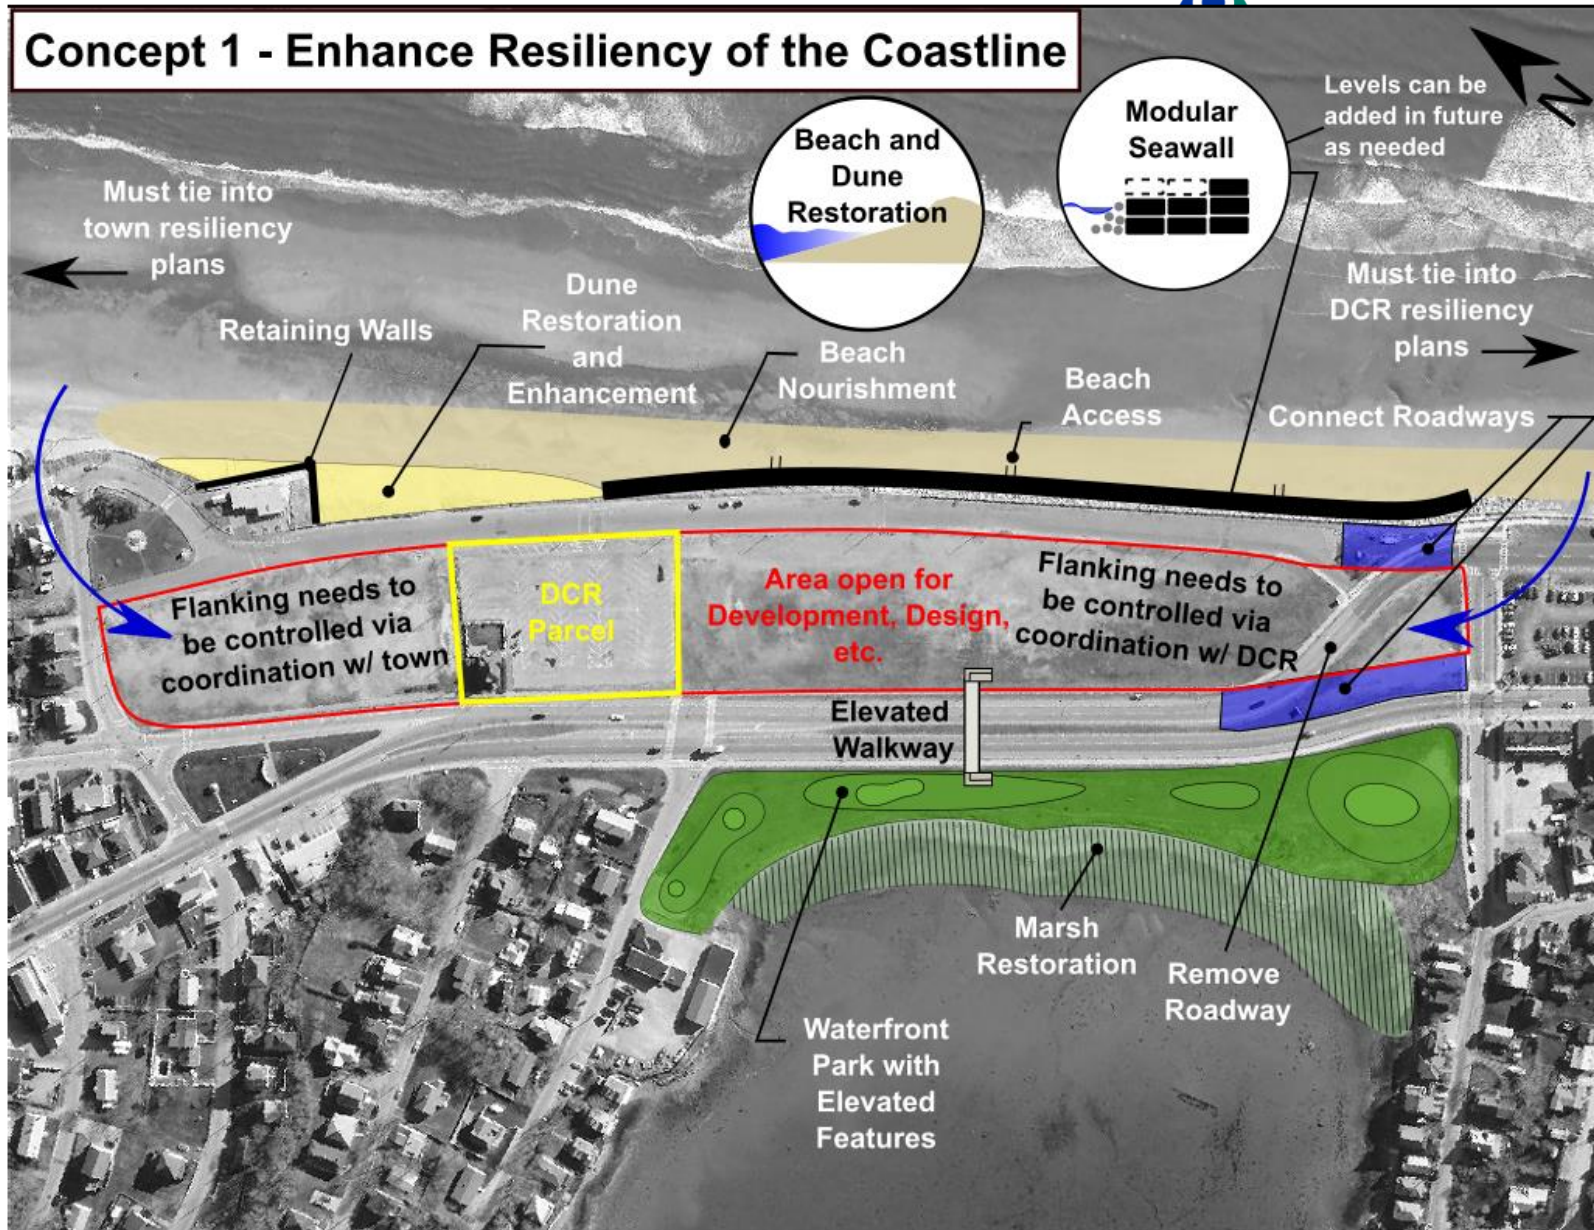 Concept 1 - Enhance Resiliency of the Coastline
N
Levels can be
added in future
as needed
Modular
Seawall
Beach and
Dune
Restoration
Must tie into
town resiliency
plans
Must tie into
DCR resiliency
plans
Retaining Walls
Dune
Restoration
and
Enhancement
Beach
Nourishment
Beach
Access
Connect Roadways
Flanking needs to
be controlled via
coordination w/ town
DCR
Parcel
Area open for
Development, Design,
etc.
Flanking needs to
be controlled via
coordination w/ DCR
Elevated
Walkway
Marsh
Restoration
Remove
Roadway
Waterfront
Park with
Elevated
Features